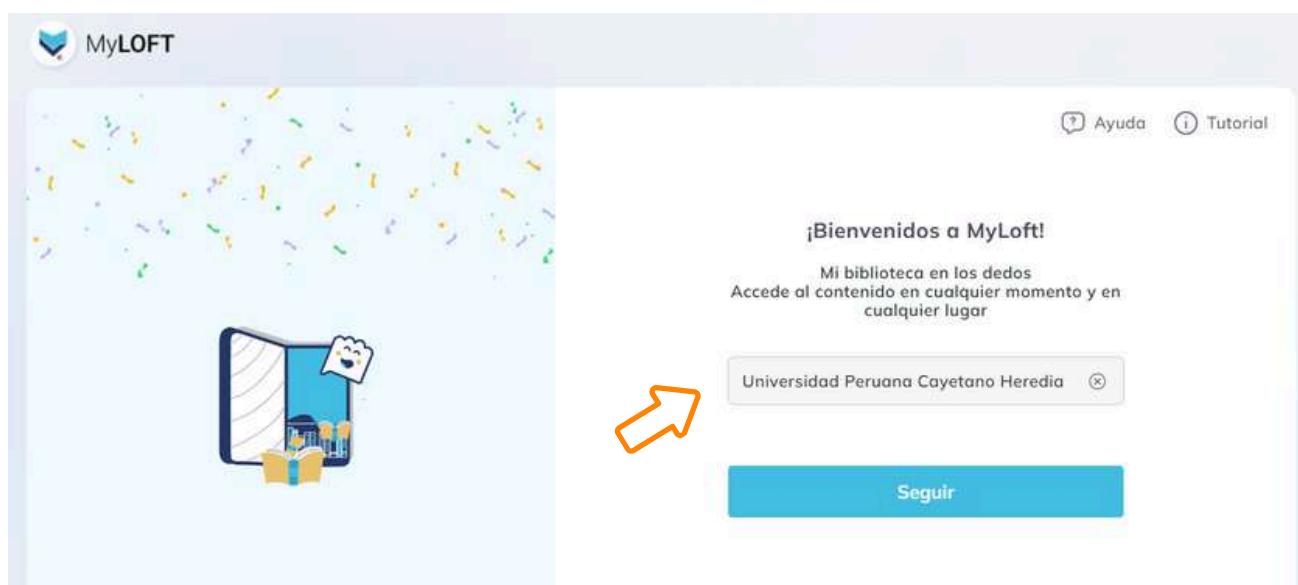 MyLOFT
Ayuda
Tutorial
¡Bienvenidos a MyLoft!
Mi biblioteca en los dedos
Accede al contenido en cualquier momento y en
cualquier lugar
Universidad Peruana Cayetano Heredia
Seguir